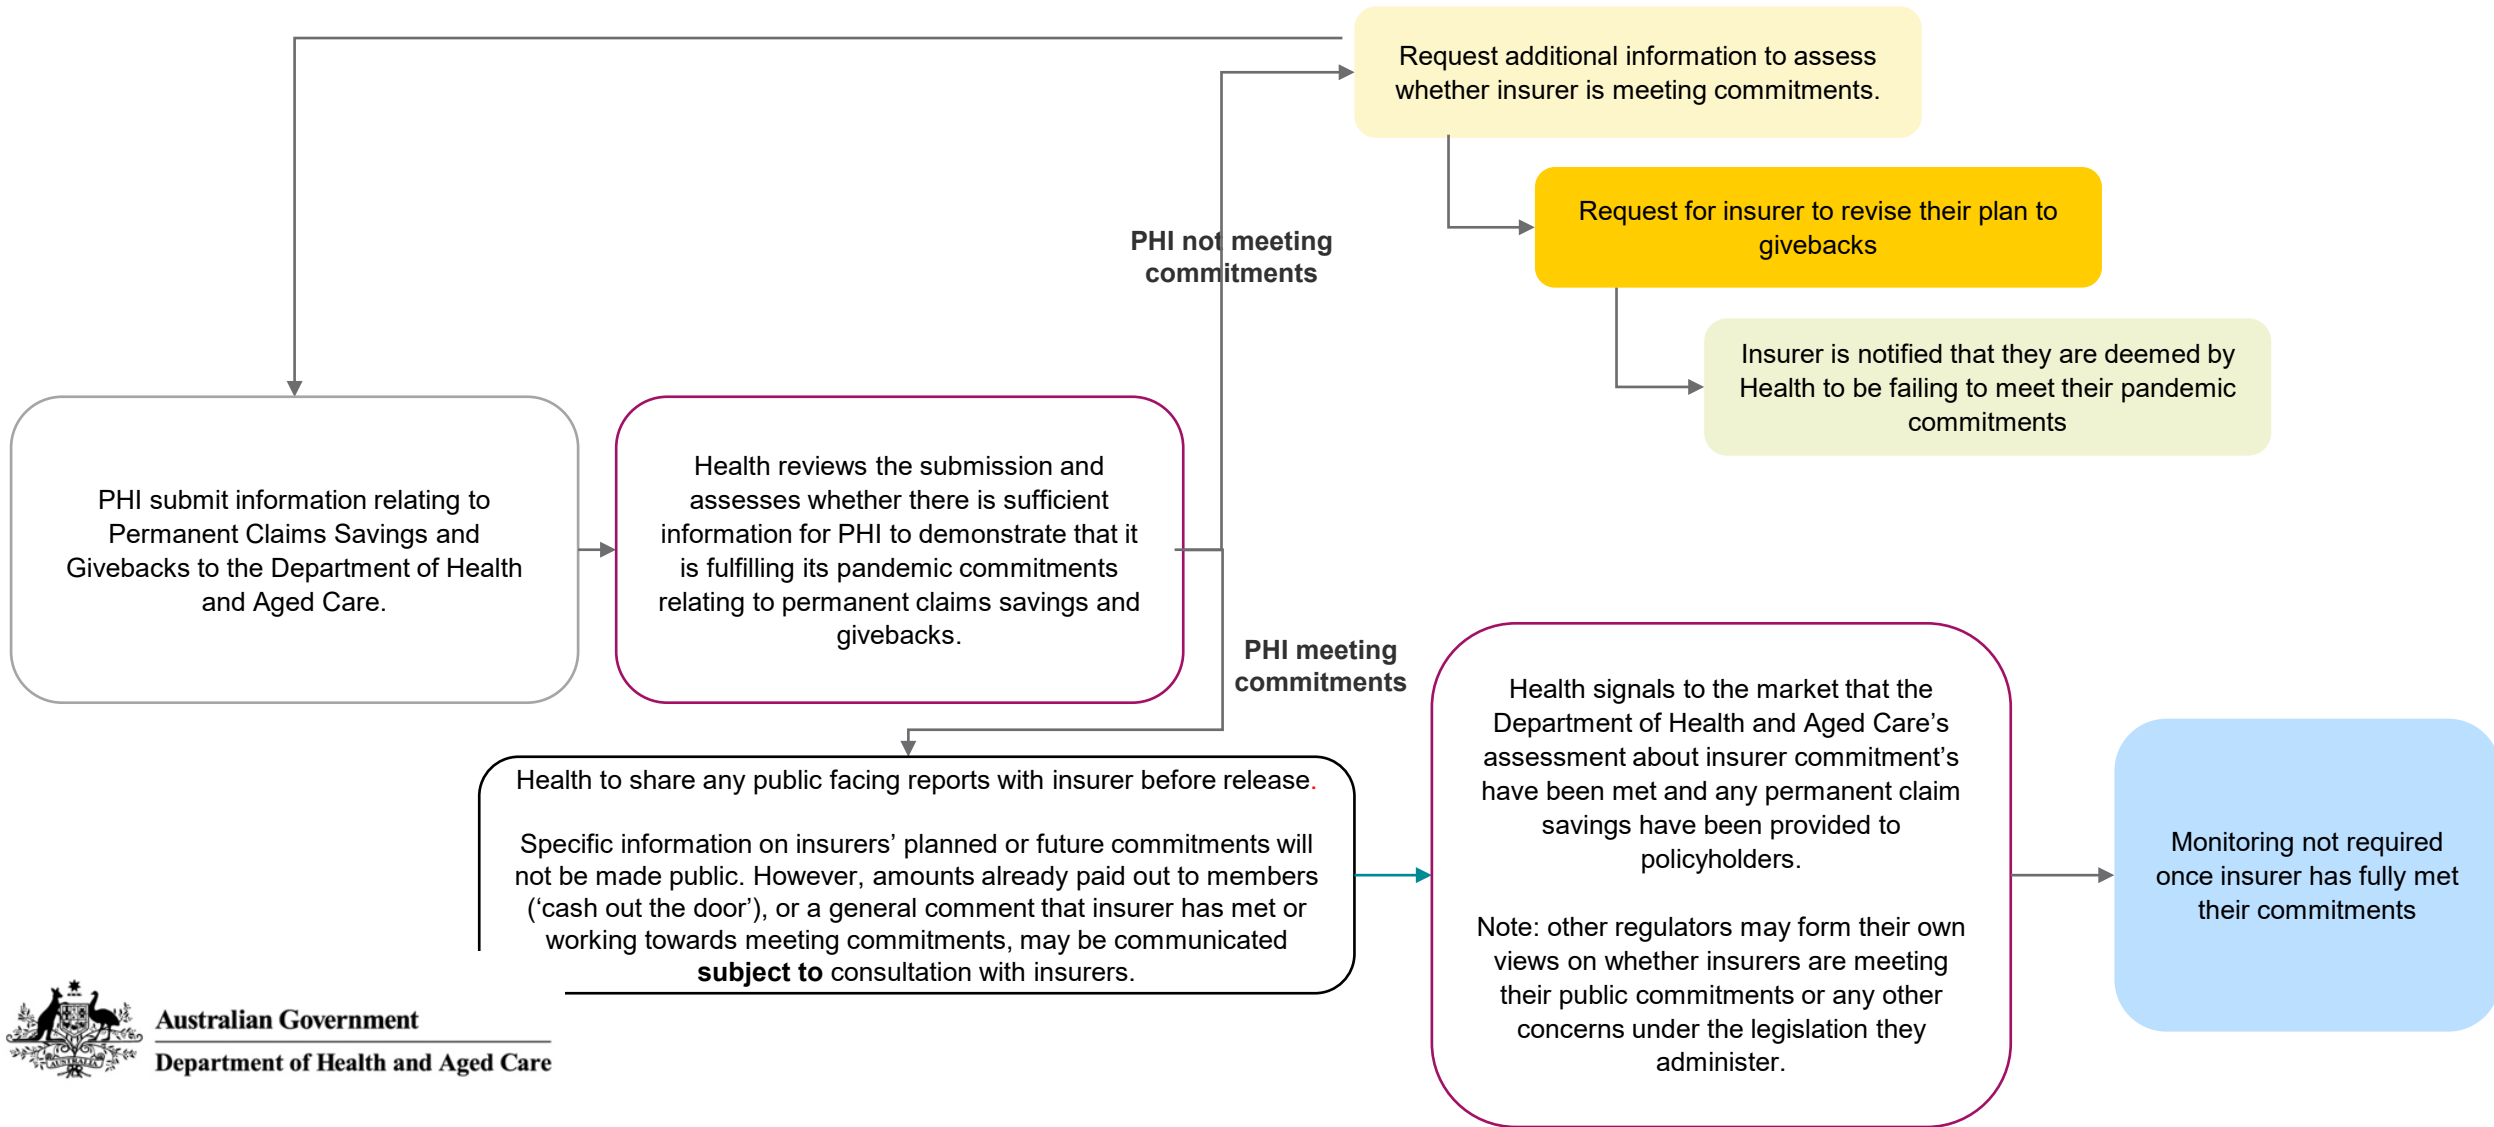 Request additional information to assess
whether insurer is meeting commitments.
Request for insurer to revise their plan to
givebacks
PHI not meeting
commitments
Insurer is notified that they are deemed by
Health to be failing to meet their pandemic
commitments
PHI submit information relating to
Permanent Claims Savings and
Givebacks to the Department of Health
and Aged Care.
Health reviews the submission and
assesses whether there is sufficient
information for PHI to demonstrate that it
is fulfilling its pandemic commitments
relating to permanent claims savings and
givebacks.
PHI meeting
commitments
Health to share any public facing reports with insurer before release.
Specific information on insurers’ planned or future commitments will
not be made public. However, amounts already paid out to members
(‘cash out the door’), or a general comment that insurer has met or
working towards meeting commitments, may be communicated
subject to consultation with insurers.
Health signals to the market that the
Department of Health and Aged Care’s
assessment about insurer commitment’s
have been met and any permanent claim
savings have been provided to
policyholders.
Note: other regulators may form their own
views on whether insurers are meeting
their public commitments or any other
concerns under the legislation they
administer.
Monitoring not required
once insurer has fully met
their commitments
AUSTRALIA
Australian Government
Department of Health and Aged Care